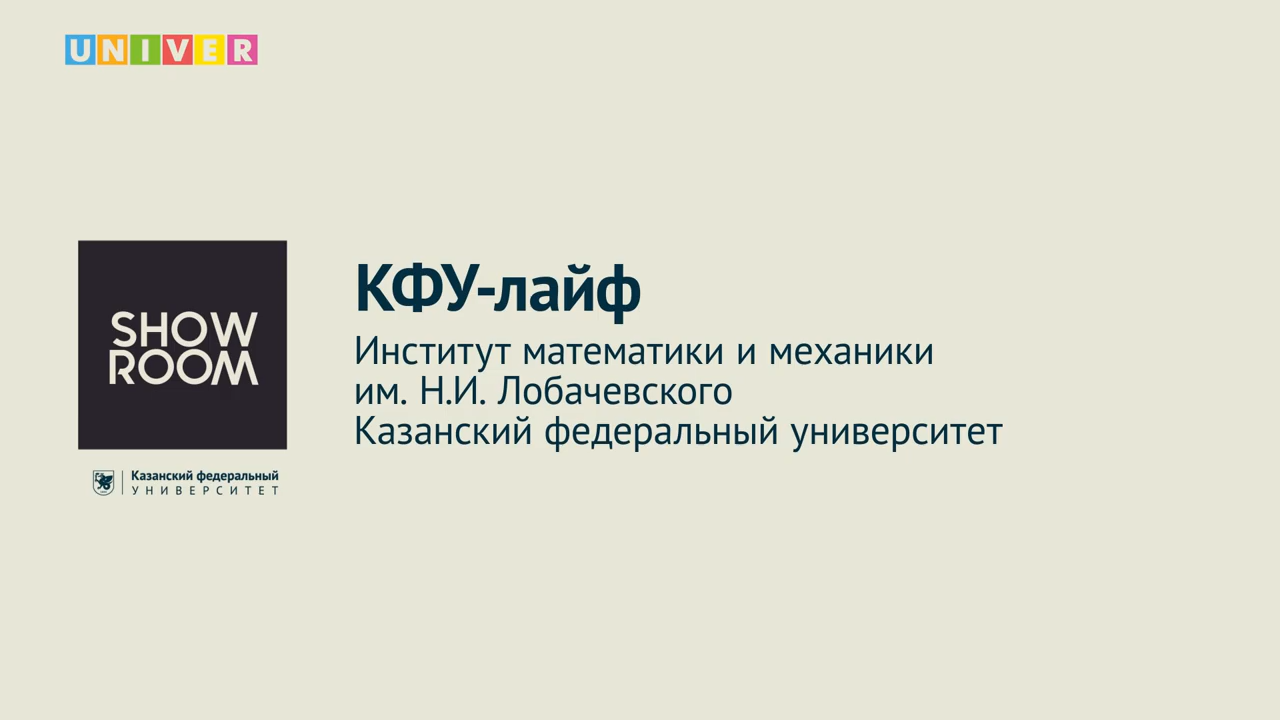 UNIVER
SHOW
ROOM
Казанский федеральный
УНИВЕРСИТЕТ
КФУ-лайф
Институт математики и механики
им. Н.И. Лобачевского
Казанский федеральный университет